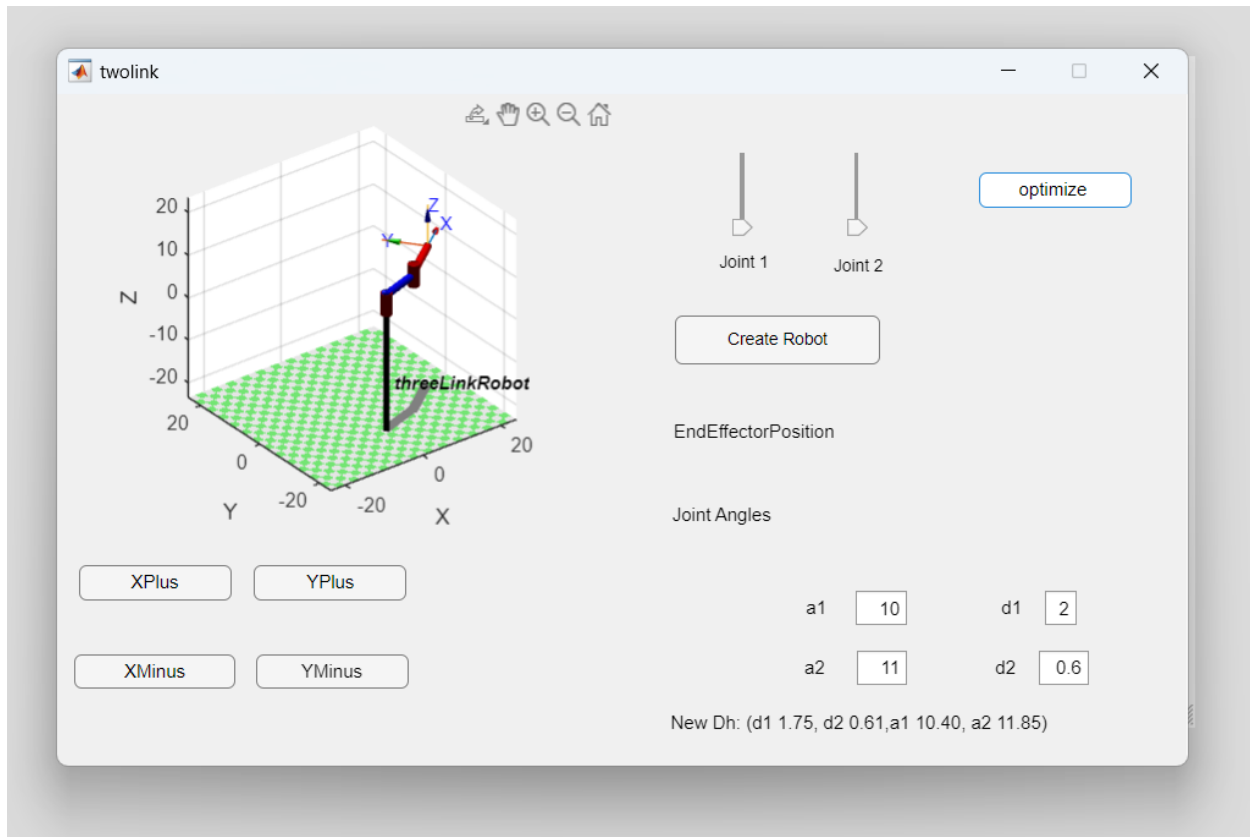 twolink
Z
X
Y
20
10
0
-10
-20
Z
threeLinkRobot
20
0
-20
Y
-20
0
20
X
Joint 1
Joint 2
optimize
Create Robot
EndEffectorPosition
Joint Angles
XPlus
YPlus
XMinus
YMinus
a1 10
d1 2
a2 11
d2 0.6
New Dh: (d1 1.75, d2 0.61,a1 10.40, a2 11.85)